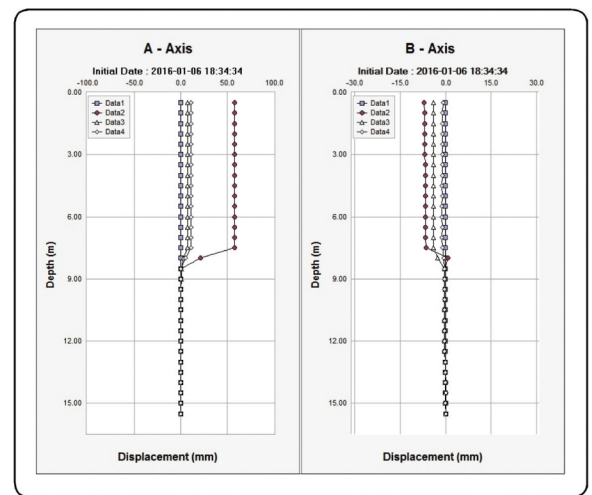 A - Axis
Initial Date : 2016-01-06 18:34:34
-100.0 -50.0 0.0 50.0 100.0
0.00
3.00
6.00
9.00
12.00
15.00
Depth (m)
Data1
Data2
Data3
Data4
Displacement (mm)
B - Axis
Initial Date : 2016-01-06 18:34:34
-30.0 -15.0 0.0 15.0 30.0
0.00
3.00
6.00
9.00
12.00
15.00
Depth (m)
Data1
Data2
Data3
Data4
Displacement (mm)